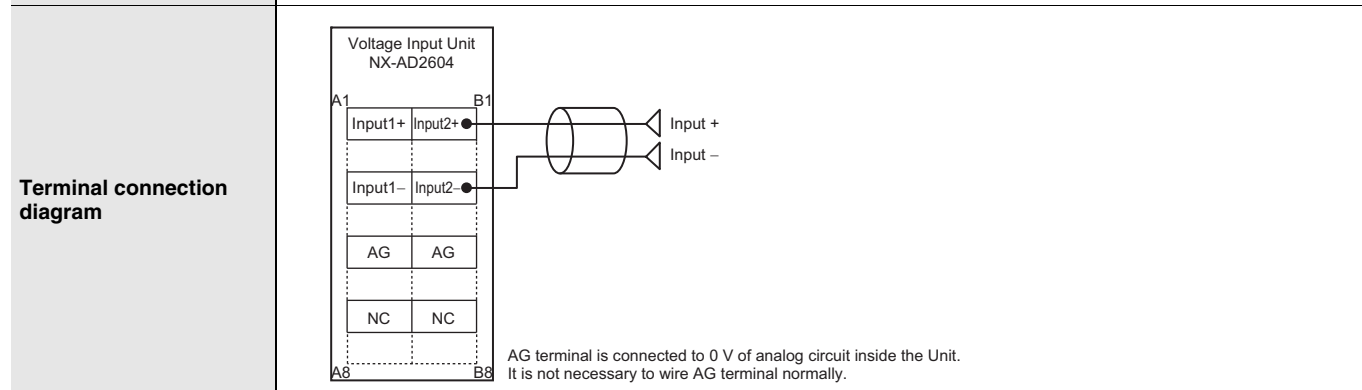 Terminal connection
diagram
Voltage Input Unit
NX-AD2604
A1 B1
Input1+ Input2+ Input +
Input −
Input1− Input2−
AG AG
NC NC
A8 B8
AG terminal is connected to 0 V of analog circuit inside the Unit.
It is not necessary to wire AG terminal normally.